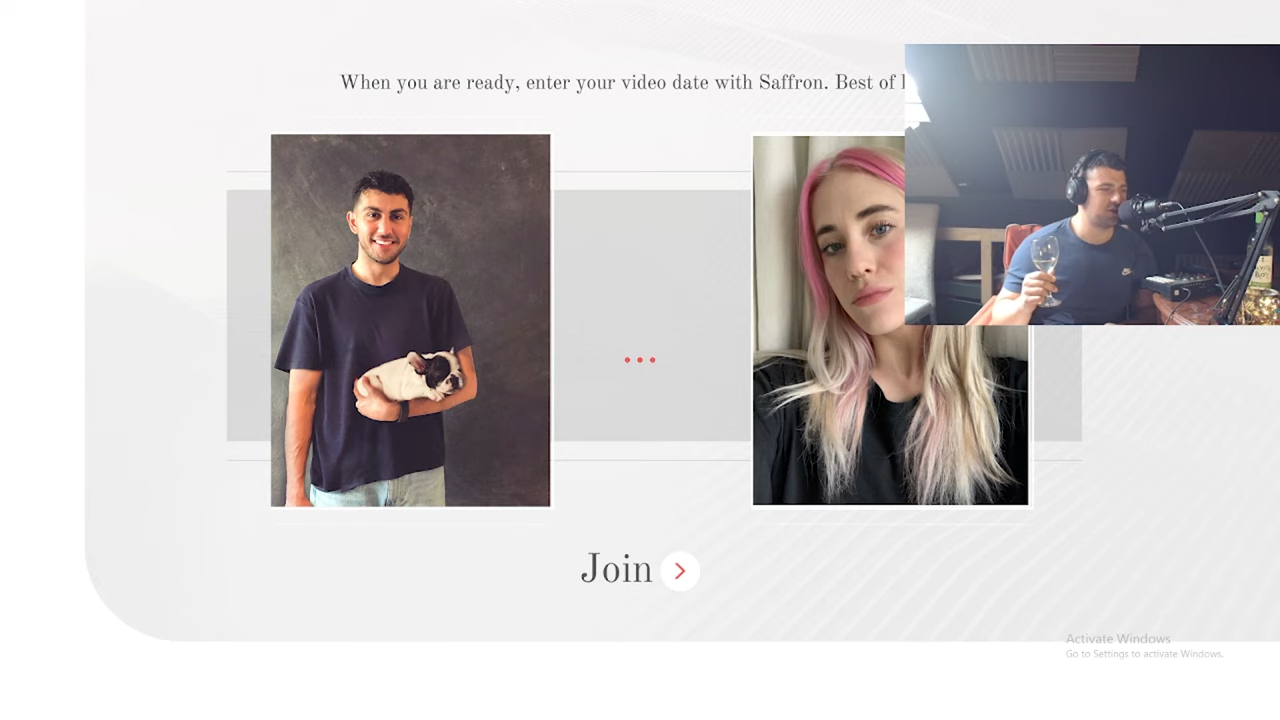 When you are ready, enter your video date with Saffron. Best of
Join
Activate Windows
Go to Settings to activate Windows.